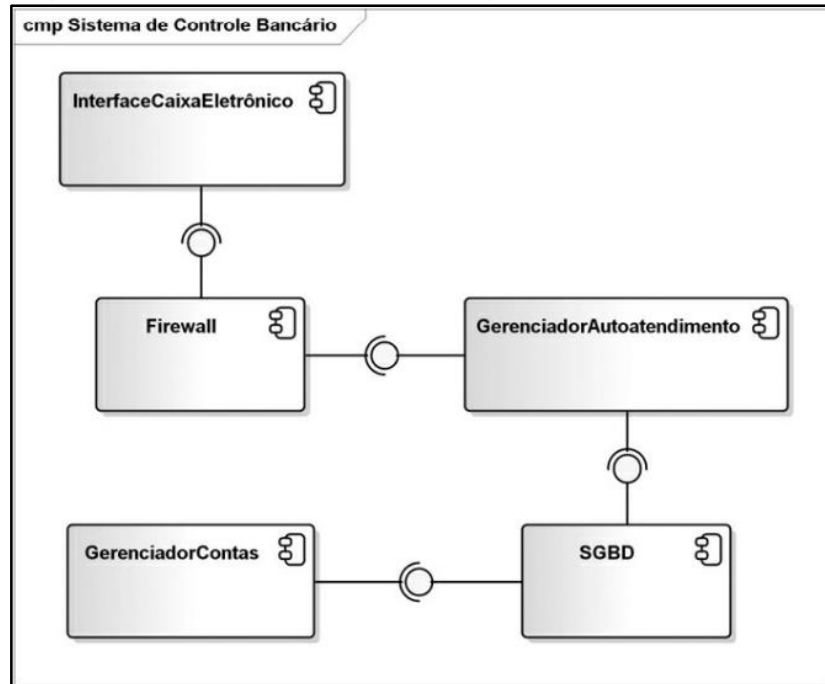 cmp Sistema de Controle Bancário
InterfaceCaixaEletrônico
Firewall
GerenciadorAutoatendimento
GerenciadorContas
SGBD